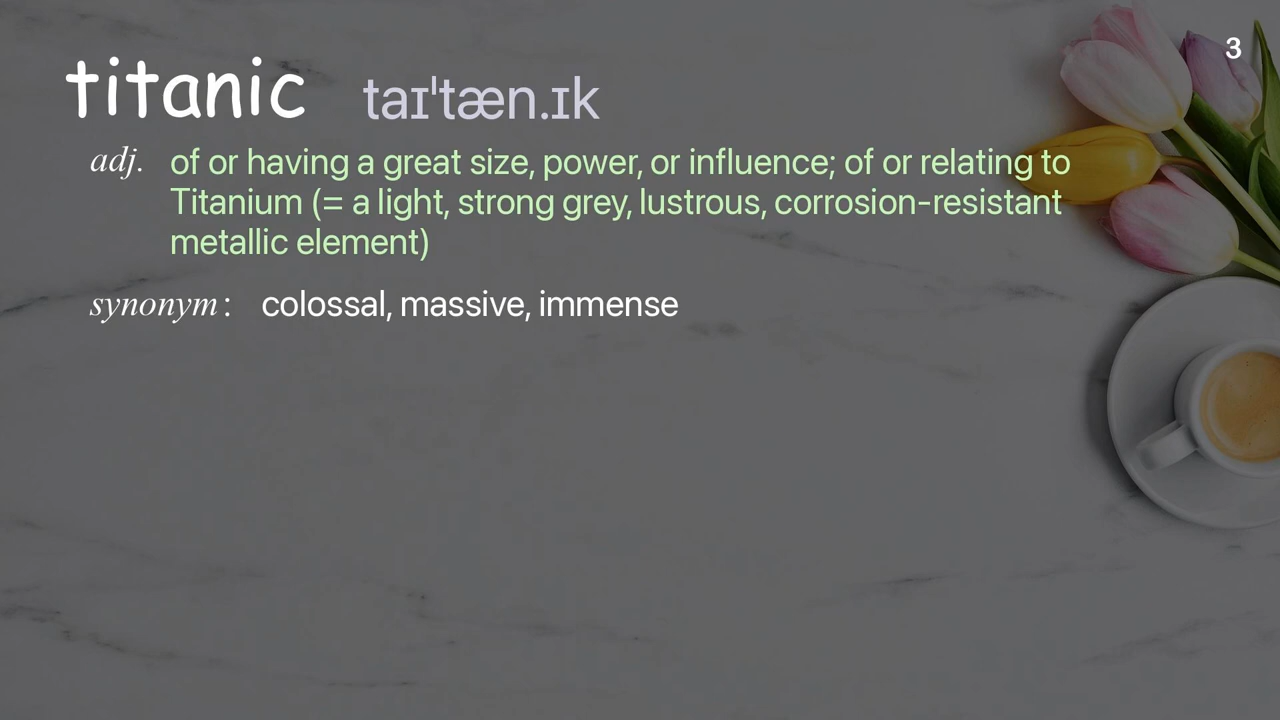 3
titanic taɪˈtæn.ɪk
adj. of or having a great size, power, or influence; of or relating to
Titanium (= a light, strong grey, lustrous, corrosion-resistant
metallic element)
synonym: colossal, massive, immense